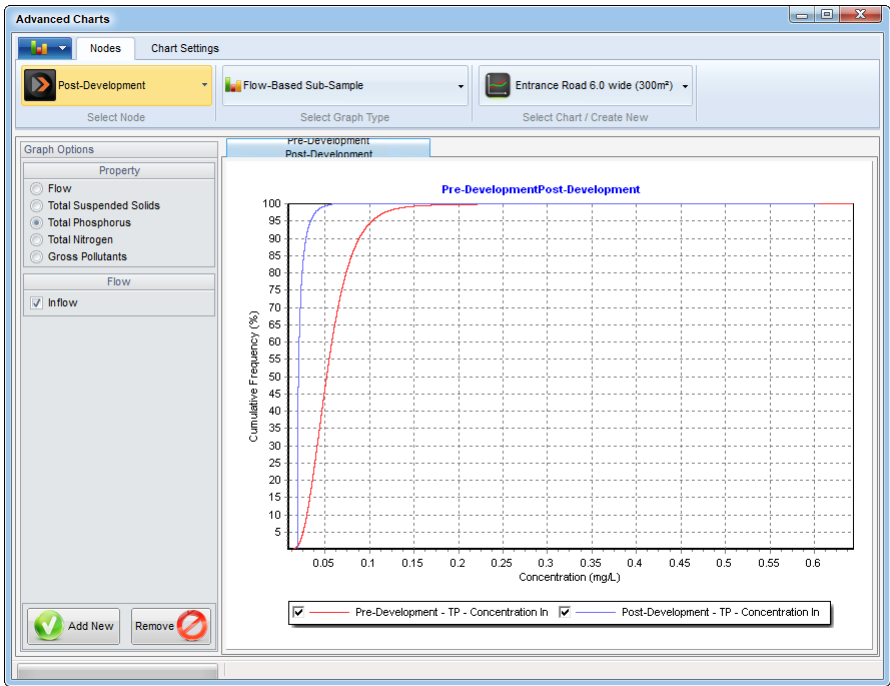 Advanced Charts
Nodes
Chart Settings
Post-Development
Flow-Based Sub-Sample
Entrance Road 6.0 wide (300m²)
Select Node
Select Graph Type
Select Chart / Create New
Graph Options
Property
Flow
Total Suspended Solids
Total Phosphorus
Total Nitrogen
Gross Pollutants
Flow
Inflow
Add New
Remove
Pre-Development
Post-Development
Pre-DevelopmentPost-Development
Cumulative Frequency (%)
100
95
90
85
80
75
70
65
60
55
50
45
40
35
30
25
20
15
10
5
0.05 0.1 0.15 0.2 0.25 0.3 0.35 0.4 0.45 0.5 0.55 0.6
Concentration (mg/L)
Pre-Development - TP - Concentration In
Post-Development - TP - Concentration In